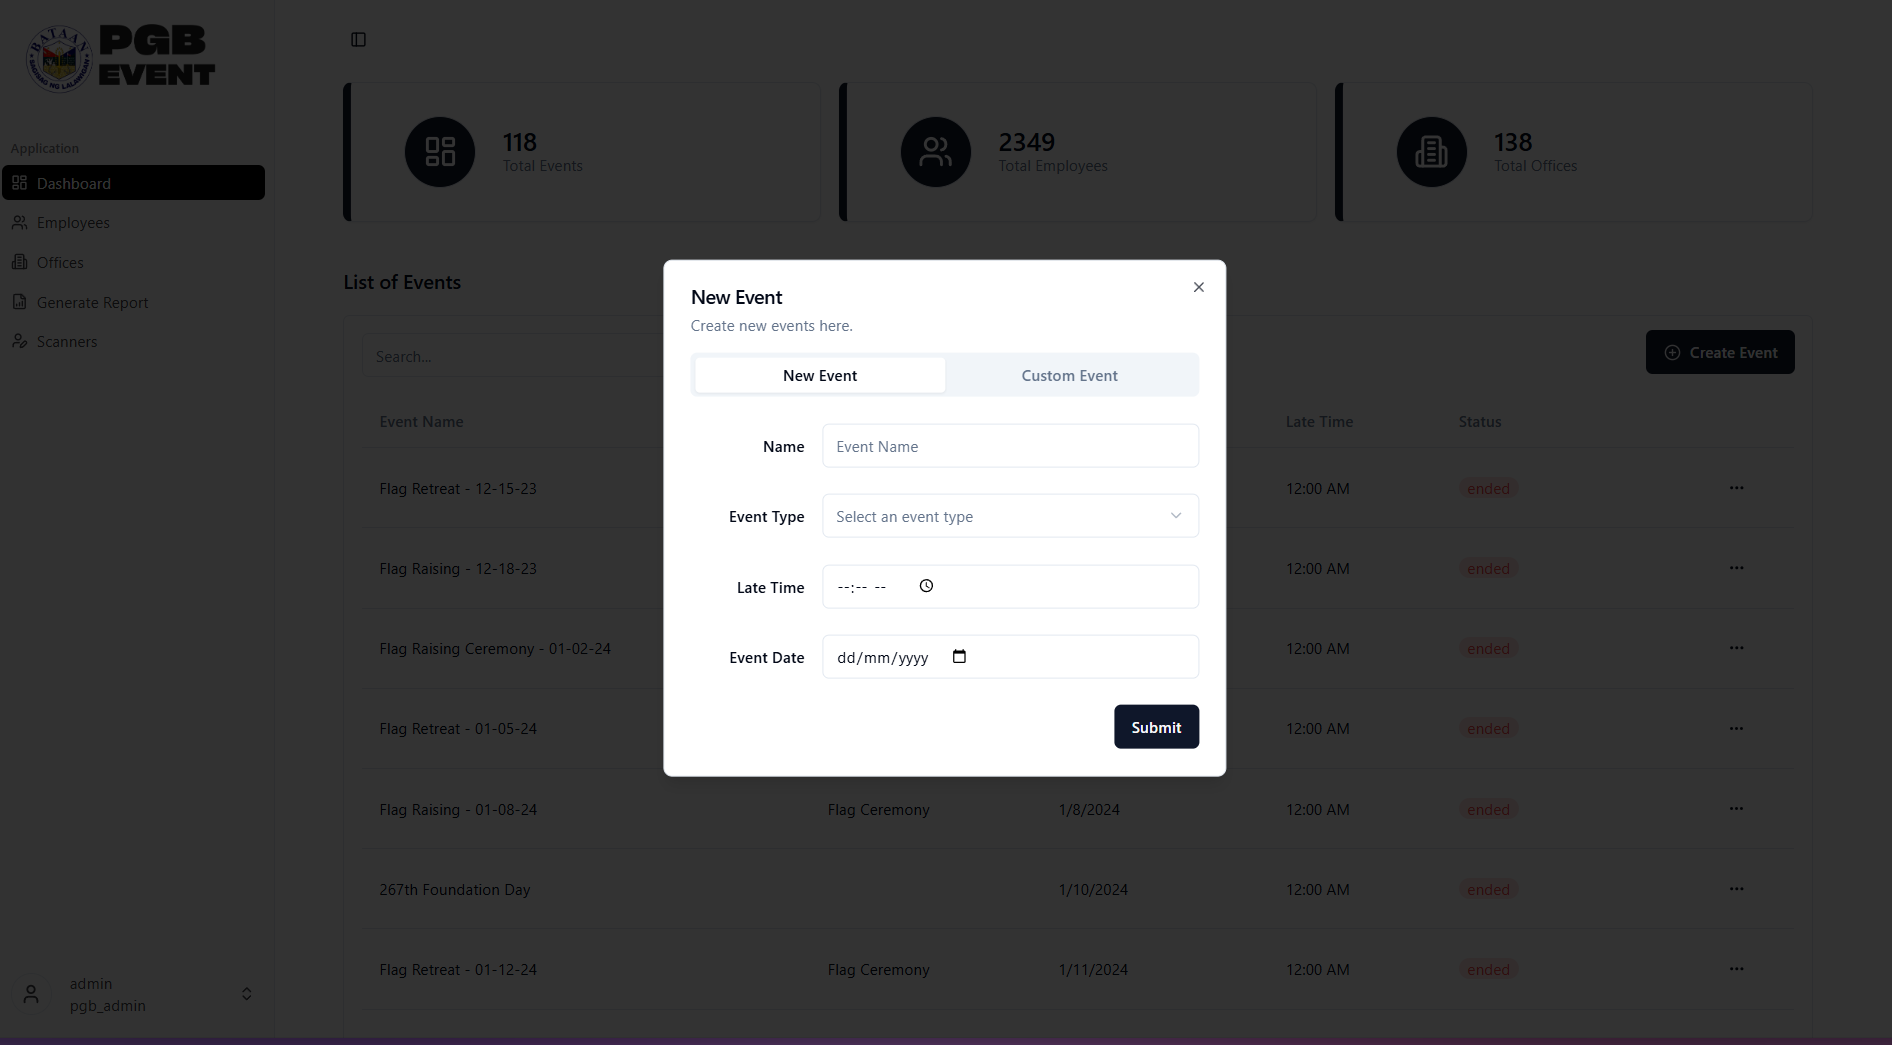 BATAAN
SAGISAG NG LALAWIGAN
PGB
EVENT
Application
Dashboard
Employees
Offices
Generate Report
Scanners
admin
pgb_admin
118
Total Events
2349
Total Employees
138
Total Offices
List of Events
Search...
Create Event
Event Name
Late Time
Status
Flag Retreat - 12-15-23
12:00 AM
ended
Flag Raising - 12-18-23
12:00 AM
ended
Flag Raising Ceremony - 01-02-24
12:00 AM
ended
Flag Retreat - 01-05-24
12:00 AM
ended
Flag Raising - 01-08-24
Flag Ceremony
1/8/2024
12:00 AM
ended
267th Foundation Day
1/10/2024
12:00 AM
ended
Flag Retreat - 01-12-24
Flag Ceremony
1/11/2024
12:00 AM
ended
New Event
Create new events here.
New Event
Custom Event
Name
Event Name
Event Type
Select an event type
Late Time
--:-- --
Event Date
dd/mm/yyyy
Submit